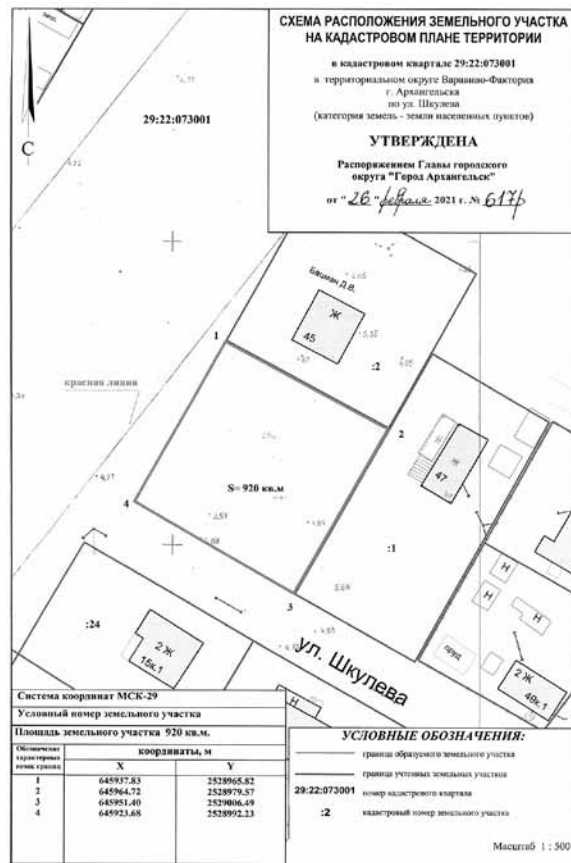 СХЕМА РАСПОЛОЖЕНИЯ ЗЕМЕЛЬНОГО УЧАСТКА
НА КАДАСТРОВОМ ПЛАНЕ ТЕРРИТОРИИ
в кадастровом квартале 29:22:073001
в территориальном округе Варавино-Фактория
г. Архангельска
по ул. Шкулева
(категория земель - земли населенных пунктов)
УТВЕРЖДЕНА
Распоряжением Главы городского
округа "Город Архангельск"
от "26" февраля 2021 г. № 617р
29:22:073001
С
Бацман Д.В.
Ж
45
:2
1
красная линия
2
Н
Ж
47
S= 920 кв.м
4
:1
3
:24
2 Ж
15к.1
ул. Шкулева
Н
Н
Н
Н
пруд
2 Ж
48к.1
Система координат МСК-29
Условный номер земельного участка
Площадь земельного участка 920 кв.м.
Обозначение характерных точек границ
координаты, м
X Y
1 645937.83 2528965.82
2 645964.72 2528979.57
3 645951.40 2529006.49
4 645923.68 2528992.23
УСЛОВНЫЕ ОБОЗНАЧЕНИЯ:
граница образуемого земельного участка
граница учтенных земельных участков
29:22:073001 номер кадастрового квартала
:2 кадастровый номер земельного участка
Масштаб 1 : 500